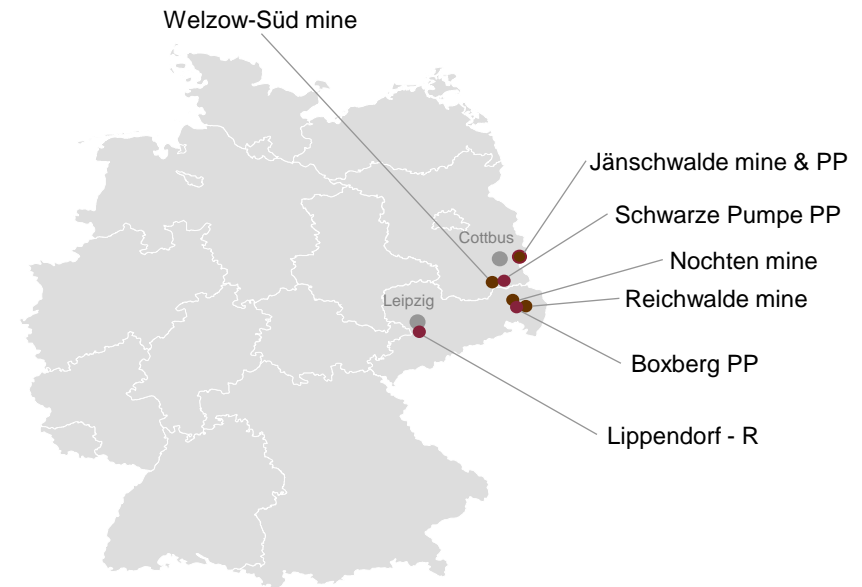 Welzow-Süd mine
Jänschwalde mine & PP
Schwarze Pumpe PP
Cottbus
Nochten mine
Reichwalde mine
Leipzig
Boxberg PP
Lippendorf - R